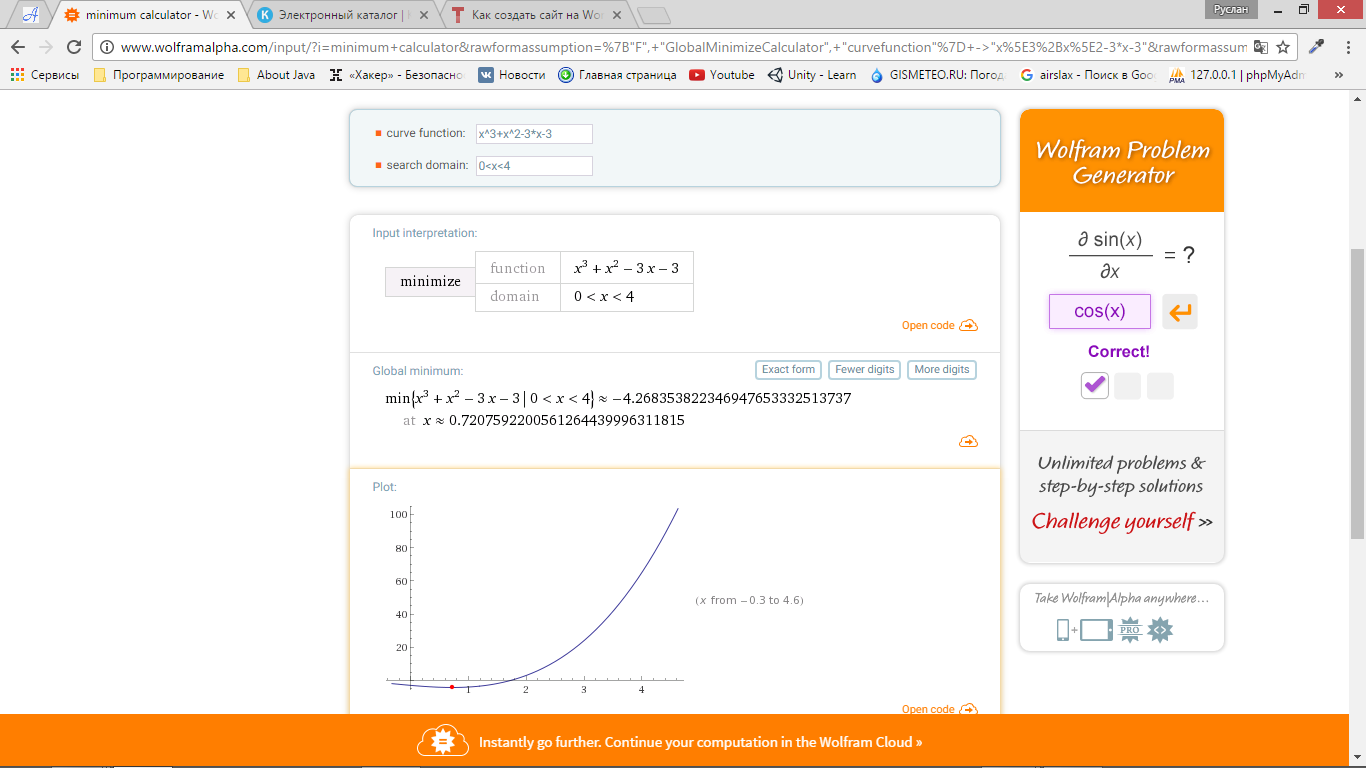 minimum calculator - Wo
Электронный каталог |
Как создать сайт на Wor
Руслан
www.wolframalpha.com/input/?i=minimum+calculator&rawformassumption=%7B"F",+"GlobalMinimizeCalculator",+"curvefunction"%7D+->"x%5E3%2Bx%5E2-3*x-3"&rawformassum
Сервисы Программирование About Java «Хакер» - Безопасно Новости Главная страница Youtube Unity - Learn GISMETEO.RU: Погод airslax - Поиск в Goo 127.0.0.1 | phpMyAdm »
curve function: x^3+x^2-3*x-3
search domain: 0<x<4
Input interpretation:
minimize
function x³ + x² − 3 x − 3
domain 0 < x < 4
Open code
Global minimum: Exact form Fewer digits More digits
min{x³ + x² − 3 x − 3 | 0 < x < 4} ≈ −4.268353822346947653332513737
at x ≈ 0.7207592200561264439996311815
Plot:
100
80
60
40
20
1 2 3 4
(x from −0.3 to 4.6)
Open code
Wolfram Problem
Generator
∂ sin(x)
∂x
= ?
cos(x)
Correct!
Unlimited problems &
step-by-step solutions
Challenge yourself »
Take Wolfram|Alpha anywhere...
+ PRO <>
Instantly go further. Continue your computation in the Wolfram Cloud »